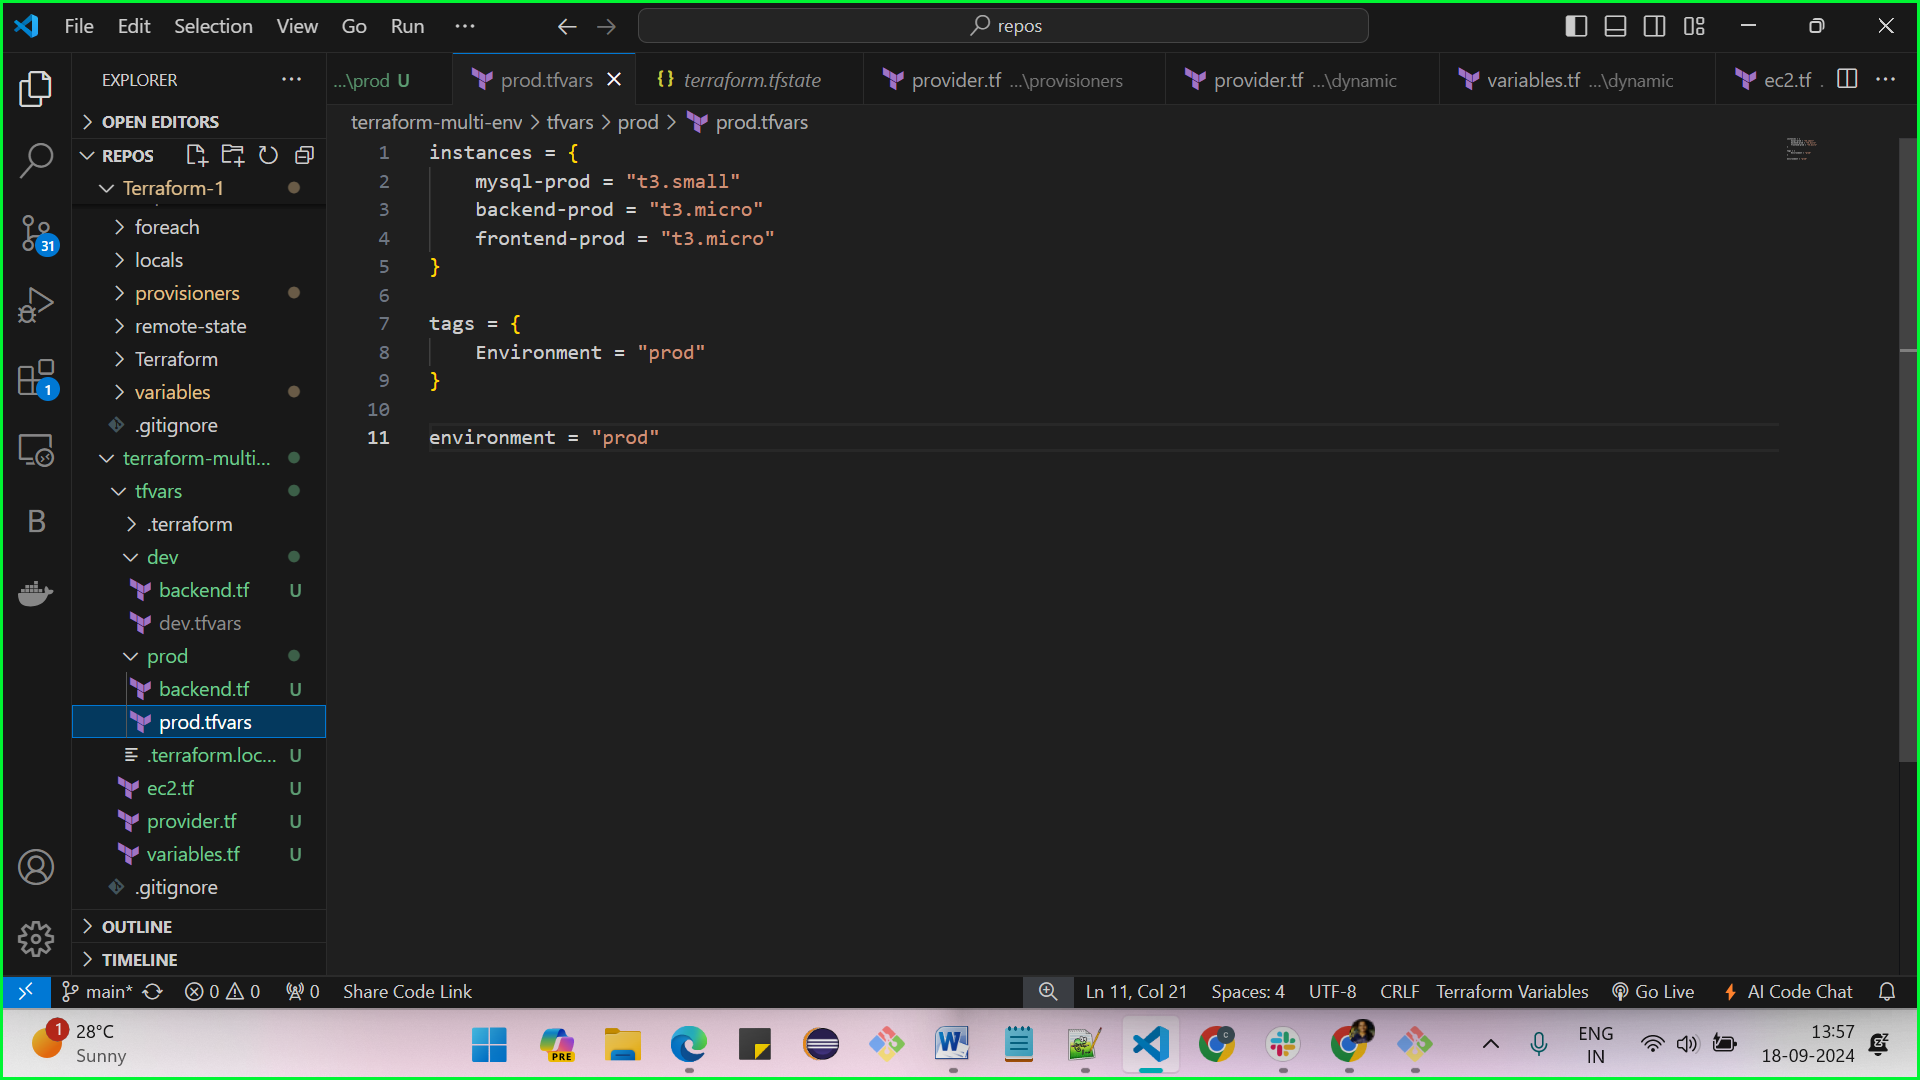 File Edit Selection View Go Run ···
repos
EXPLORER ···
...\prod U
prod.tfvars
{} terraform.tfstate
provider.tf ...\provisioners
provider.tf ...\dynamic
variables.tf ...\dynamic
ec2.tf .
OPEN EDITORS
REPOS
Terraform-1
foreach
locals
provisioners
remote-state
Terraform
variables
.gitignore
terraform-multi...
tfvars
.terraform
dev
backend.tf U
dev.tfvars
prod
backend.tf U
prod.tfvars
.terraform.loc... U
ec2.tf U
provider.tf U
variables.tf U
.gitignore
OUTLINE
TIMELINE
31
1
B
terraform-multi-env > tfvars > prod > prod.tfvars
1 instances = {
2 mysql-prod = "t3.small"
3 backend-prod = "t3.micro"
4 frontend-prod = "t3.micro"
5 }
6
7 tags = {
8 Environment = "prod"
9 }
10
11 environment = "prod"
main* 0 0 0 Share Code Link
Ln 11, Col 21 Spaces: 4 UTF-8 CRLF Terraform Variables Go Live AI Code Chat
1 28°C
Sunny
PRE
W
C
ENG
IN
13:57
18-09-2024